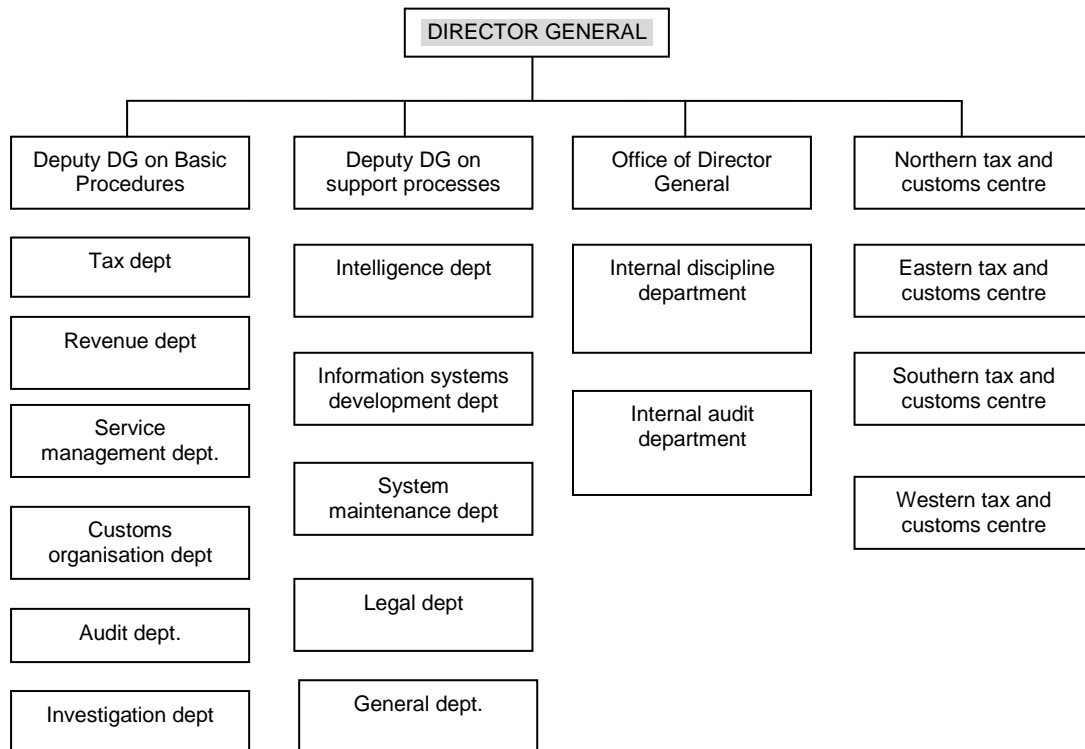 DIRECTOR GENERAL
Deputy DG on Basic
Procedures
Tax dept
Revenue dept
Service
management dept.
Customs
organisation dept
Audit dept.
Investigation dept
Deputy DG on
support processes
Intelligence dept
Information systems
development dept
System
maintenance dept
Legal dept
General dept.
Office of Director
General
Internal discipline
department
Internal audit
department
Northern tax and
customs centre
Eastern tax and
customs centre
Southern tax and
customs centre
Western tax and
customs centre